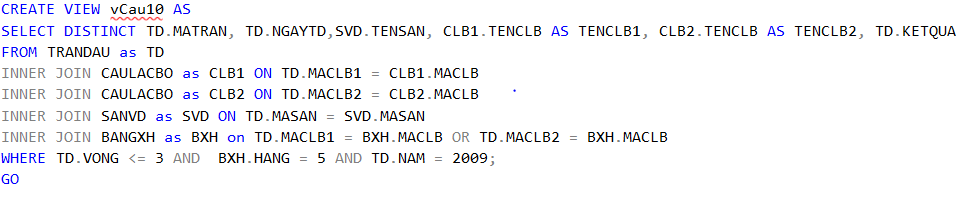 CREATE VIEW vCau10 AS
SELECT DISTINCT TD.MATRAN, TD.NGAYTD,SVD.TENSAN, CLB1.TENCLB AS TENCLB1, CLB2.TENCLB AS TENCLB2, TD.KETQUA
FROM TRANDAU as TD
INNER JOIN CAULACBO as CLB1 ON TD.MACLB1 = CLB1.MACLB
INNER JOIN CAULACBO as CLB2 ON TD.MACLB2 = CLB2.MACLB
INNER JOIN SANVD as SVD ON TD.MASAN = SVD.MASAN
INNER JOIN BANGXH as BXH on TD.MACLB1 = BXH.MACLB OR TD.MACLB2 = BXH.MACLB
WHERE TD.VONG <= 3 AND  BXH.HANG = 5 AND TD.NAM = 2009;
GO